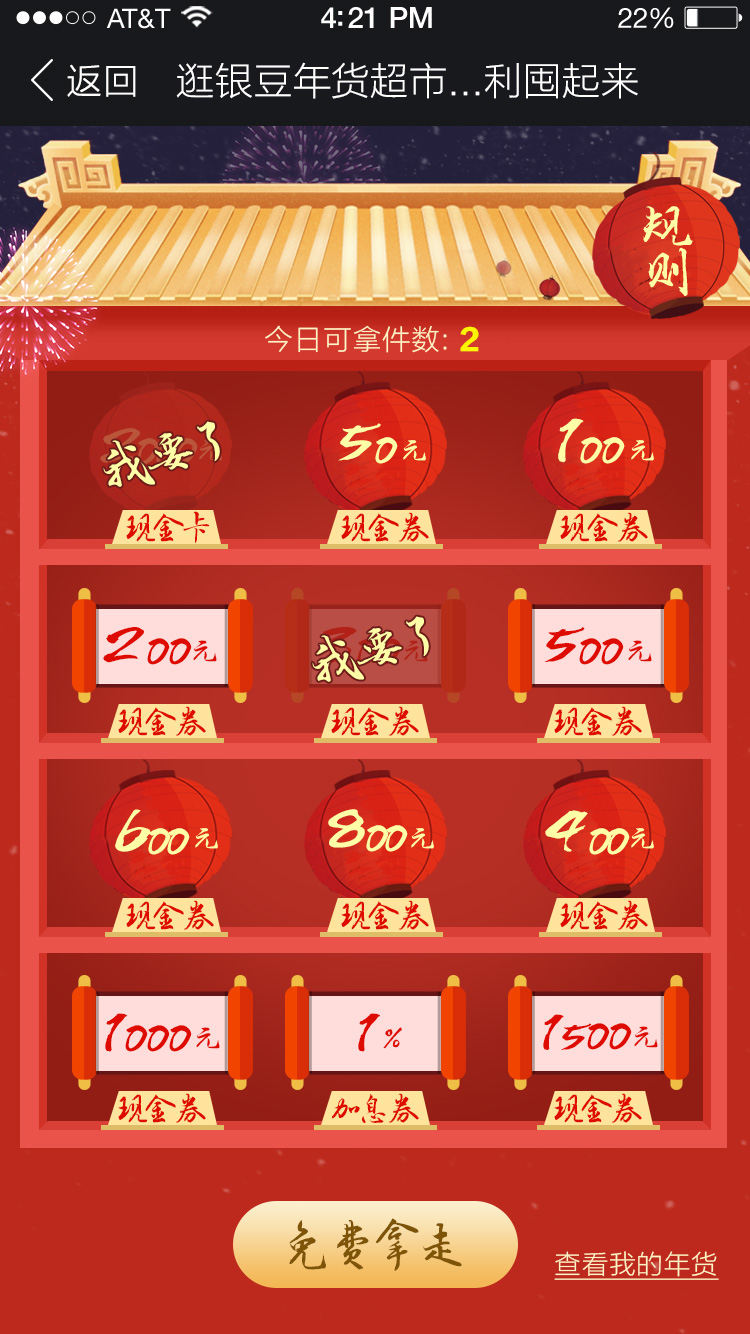 AT&T 4:21 PM 22%
返回 逛银豆年货超市...利囤起来
规则
今日可拿件数: 2
我要了 50元 100元
现金卡 现金券 现金券
200元 我要了 500元
现金券 现金券 现金券
600元 800元 400元
现金券 现金券 现金券
1000元 1% 1500元
现金券 加息券 现金券
免费拿走
查看我的年货